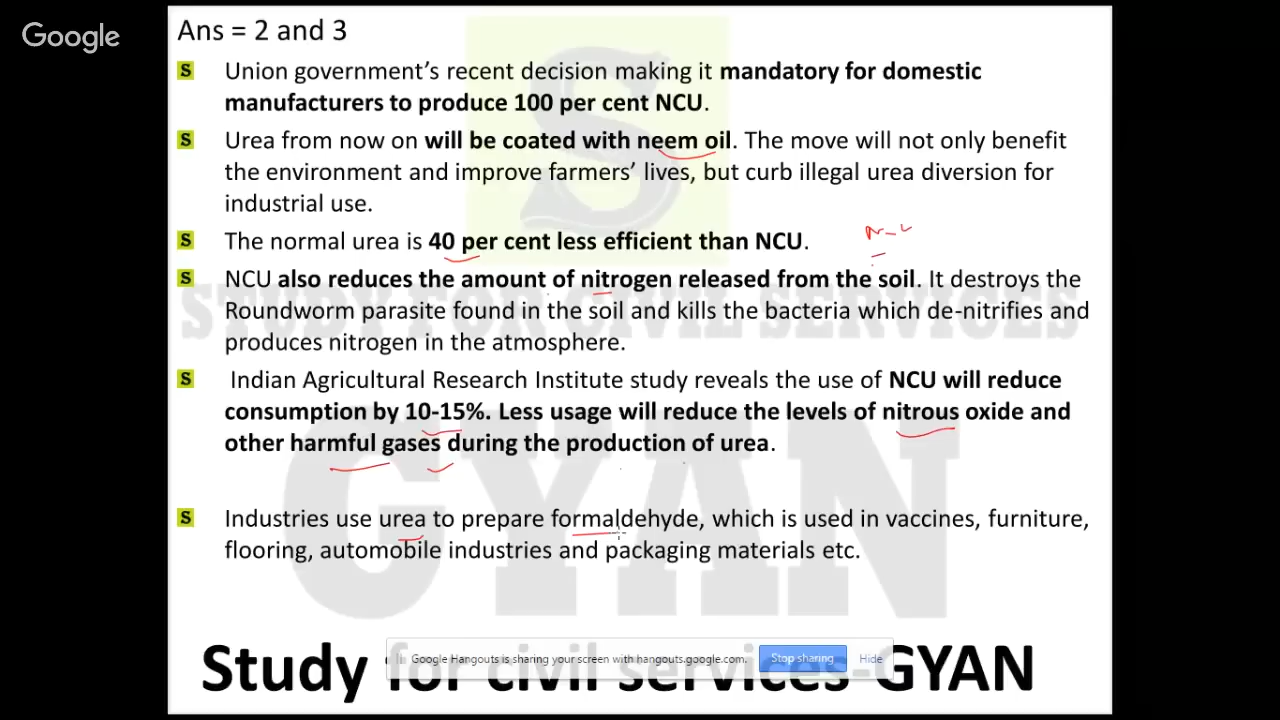 Google
Ans = 2 and 3
S Union government's recent decision making it mandatory for domestic
manufacturers to produce 100 per cent NCU.
S Urea from now on will be coated with neem oil. The move will not only benefit
the environment and improve farmers' lives, but curb illegal urea diversion for
industrial use.
S The normal urea is 40 per cent less efficient than NCU.
S NCU also reduces the amount of nitrogen released from the soil. It destroys the
Roundworm parasite found in the soil and kills the bacteria which de-nitrifies and
produces nitrogen in the atmosphere.
S Indian Agricultural Research Institute study reveals the use of NCU will reduce
consumption by 10-15%. Less usage will reduce the levels of nitrous oxide and
other harmful gases during the production of urea.
S Industries use urea to prepare formaldehyde, which is used in vaccines, furniture,
flooring, automobile industries and packaging materials etc.
S
STUDY FOR CIVIL SERVICES
GYAN
Google Hangouts is sharing your screen with hangouts.google.com. Stop sharing Hide
Study for civil services-GYAN